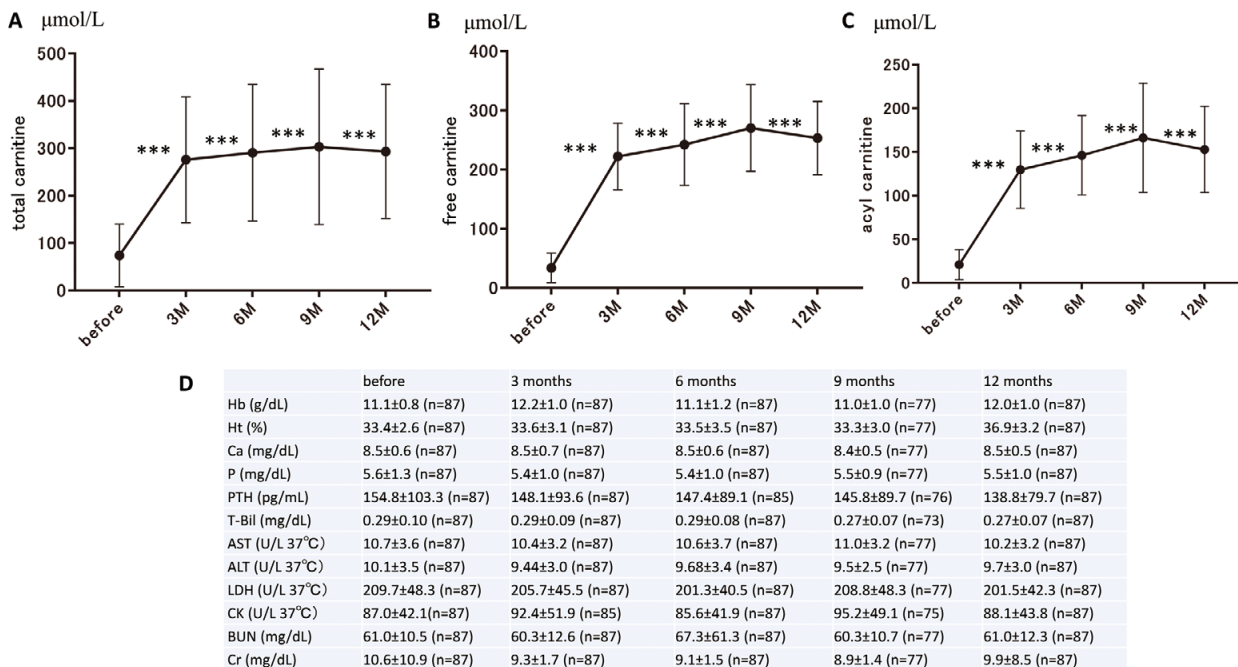 A μmol/L
total carnitine
500
400
300
200
100
0
*** *** *** ***
before 3M 6M 9M 12M
B μmol/L
free carnitine
400
300
200
100
0
*** *** *** ***
before 3M 6M 9M 12M
C μmol/L
acyl carnitine
250
200
150
100
50
0
*** *** *** ***
before 3M 6M 9M 12M
D
before 3 months 6 months 9 months 12 months
Hb (g/dL) 11.1±0.8 (n=87) 12.2±1.0 (n=87) 11.1±1.2 (n=87) 11.0±1.0 (n=77) 12.0±1.0 (n=87)
Ht (%) 33.4±2.6 (n=87) 33.6±3.1 (n=87) 33.5±3.5 (n=87) 33.3±3.0 (n=77) 36.9±3.2 (n=87)
Ca (mg/dL) 8.5±0.6 (n=87) 8.5±0.7 (n=87) 8.5±0.6 (n=87) 8.4±0.5 (n=77) 8.5±0.5 (n=87)
P (mg/dL) 5.6±1.3 (n=87) 5.4±1.0 (n=87) 5.4±1.0 (n=87) 5.5±0.9 (n=77) 5.5±1.0 (n=87)
PTH (pg/mL) 154.8±103.3 (n=87) 148.1±93.6 (n=87) 147.4±89.1 (n=85) 145.8±89.7 (n=76) 138.8±79.7 (n=87)
T-Bil (mg/dL) 0.29±0.10 (n=87) 0.29±0.09 (n=87) 0.29±0.08 (n=87) 0.27±0.07 (n=73) 0.27±0.07 (n=87)
AST (U/L 37℃) 10.7±3.6 (n=87) 10.4±3.2 (n=87) 10.6±3.7 (n=87) 11.0±3.2 (n=77) 10.2±3.2 (n=87)
ALT (U/L 37℃) 10.1±3.5 (n=87) 9.44±3.0 (n=87) 9.68±3.4 (n=87) 9.5±2.5 (n=77) 9.7±3.0 (n=87)
LDH (U/L 37℃) 209.7±48.3 (n=87) 205.7±45.5 (n=87) 201.3±40.5 (n=87) 208.8±48.3 (n=77) 201.5±42.3 (n=87)
CK (U/L 37℃) 87.0±42.1(n=87) 92.4±51.9 (n=85) 85.6±41.9 (n=87) 95.2±49.1 (n=75) 88.1±43.8 (n=87)
BUN (mg/dL) 61.0±10.5 (n=87) 60.3±12.6 (n=87) 67.3±61.3 (n=87) 60.3±10.7 (n=77) 61.0±12.3 (n=87)
Cr (mg/dL) 10.6±10.9 (n=87) 9.3±1.7 (n=87) 9.1±1.5 (n=87) 8.9±1.4 (n=77) 9.9±8.5 (n=87)